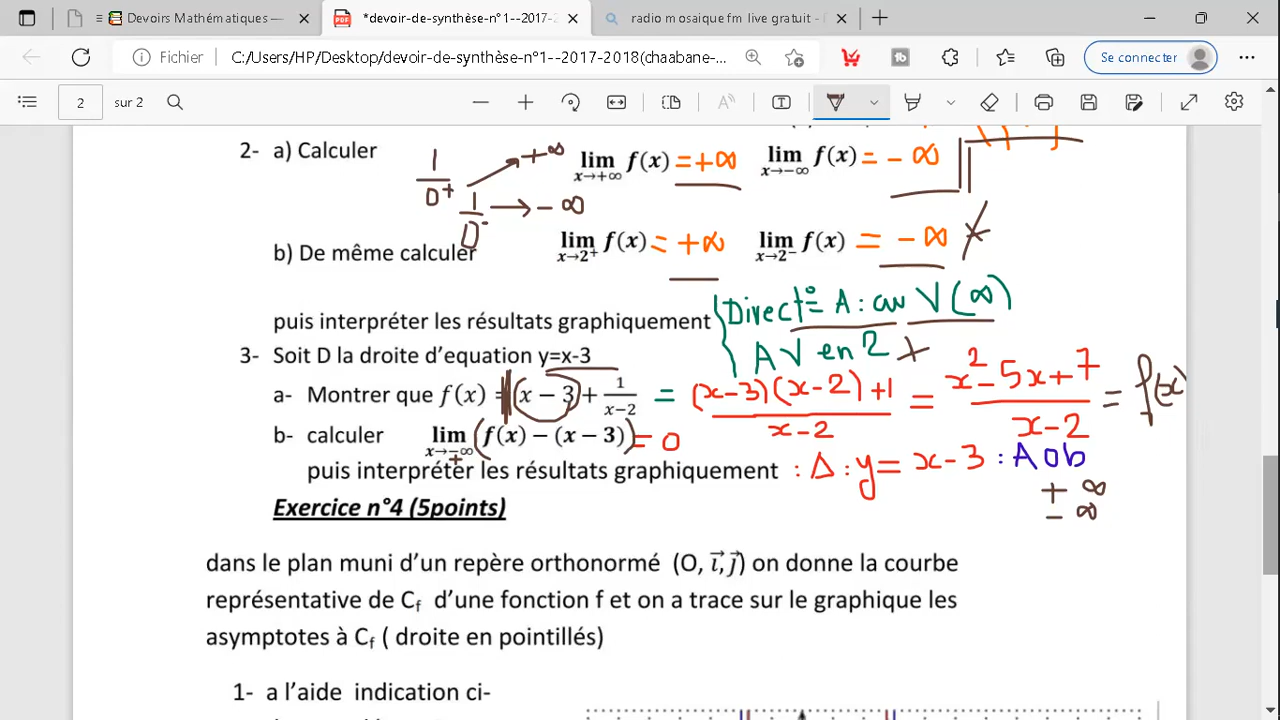 Devoirs Mathématiques —
*devoir-de-synthèse-n°1--2017-2
radio mosaique fm live gratuit - f
Fichier
C:/Users/HP/Desktop/devoir-de-synthèse-n°1--2017-2018(chaabane-...
Se connecter
2 sur 2
2- a) Calculer
1/0⁺ → +∞
lim x→+∞ f(x) = +∞ lim x→−∞ f(x) = − ∞
1/0⁻ → − ∞
b) De même calculer lim x→2⁺ f(x) = +∞ lim x→2⁻ f(x) = − ∞
puis interpréter les résultats graphiquement
A V en 2
3- Soit D la droite d'equation y=x-3
a- Montrer que f(x) = (x − 3) + 1/(x−2) = ((x−3)(x−2)+1)/(x−2) = (x²−5x+7)/(x−2) = f(x)
b- calculer lim x→−∞ (f(x) − (x − 3)) = 0
+
puis interpréter les résultats graphiquement : Δ : y = x−3 : A ob
+ ∞
− ∞
Exercice n°4 (5points)
dans le plan muni d'un repère orthonormé (O, i⃗, j⃗) on donne la courbe
représentative de Cf d'une fonction f et on a trace sur le graphique les
asymptotes à Cf ( droite en pointillés)
1- a l'aide indication ci-